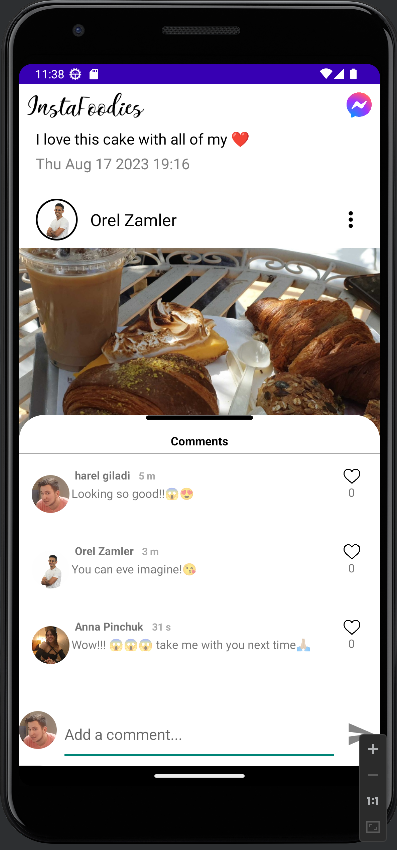 11:38
InstaFoodies
I love this cake with all of my ❤️
Thu Aug 17 2023 19:16
Orel Zamler
Comments
harel giladi 5 m
Looking so good!!😱😍
0
Orel Zamler 3 m
You can eve imagine!😘
0
Anna Pinchuk 31 s
Wow!!! 😱😱😱 take me with you next time🙏🏻
0
Add a comment...
1:1